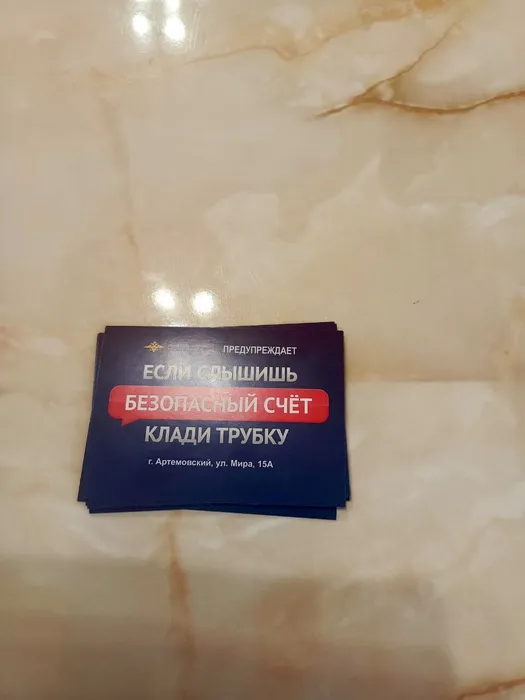 ПРЕДУПРЕЖДАЕТ
ЕСЛИ СЛЫШИШЬ
БЕЗОПАСНЫЙ СЧЁТ
КЛАДИ ТРУБКУ
г. Артемовский, ул. Мира, 15А